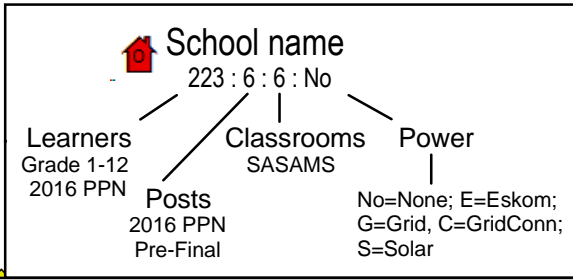 O
School name
223 : 6 : 6 : No
Learners
Grade 1-12
2016 PPN
Posts
2016 PPN
Pre-Final
Classrooms
SASAMS
Power
No=None; E=Eskom;
G=Grid, C=GridConn;
S=Solar